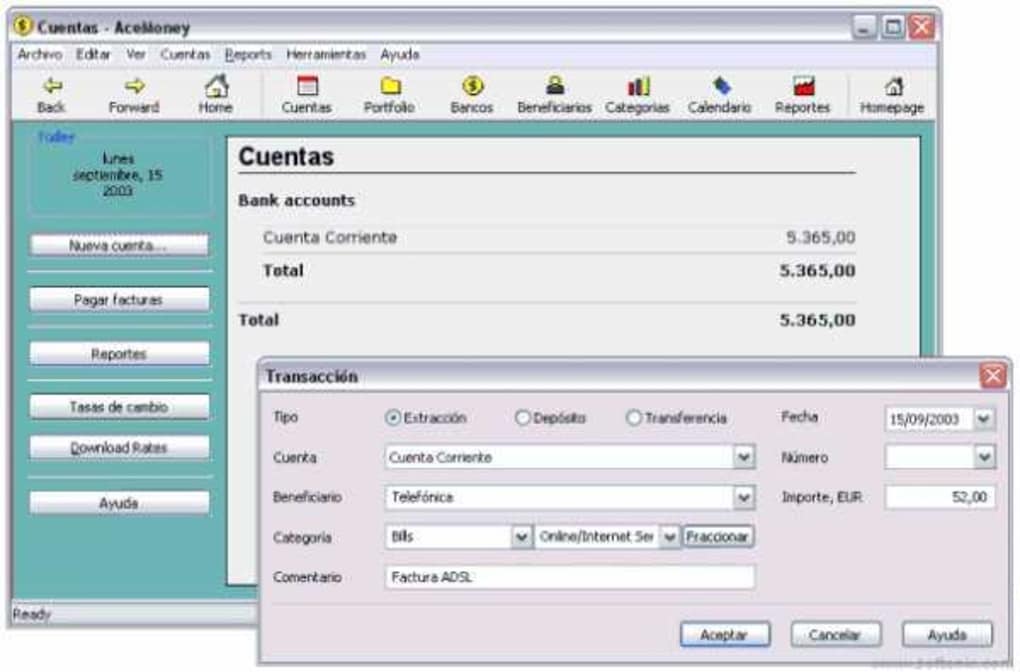 Cuentas - AceMoney
Archivo Editar Ver Cuentas Reports Herramientas Ayuda
Back Forward Home Cuentas Portfolio Bancos Beneficiarios Categorias Calendario Reportes Homepage
Today
lunes
septiembre, 15
2003
Nueva cuenta...
Pagar facturas
Reportes
Tasas de cambio
Download Rates
Ayuda
Cuentas
Bank accounts
Cuenta Corriente 5.365,00
Total 5.365,00
Total 5.365,00
Transacción
Tipo Extracción Depósito Transferencia Fecha 15/09/2003
Cuenta Cuenta Corriente Número
Beneficiario Telefónica Importe, EUR 52,00
Categoria Bills Online/Internet Ser Fraccionar
Comentario Factura ADSL
Aceptar Cancelar Ayuda
Ready